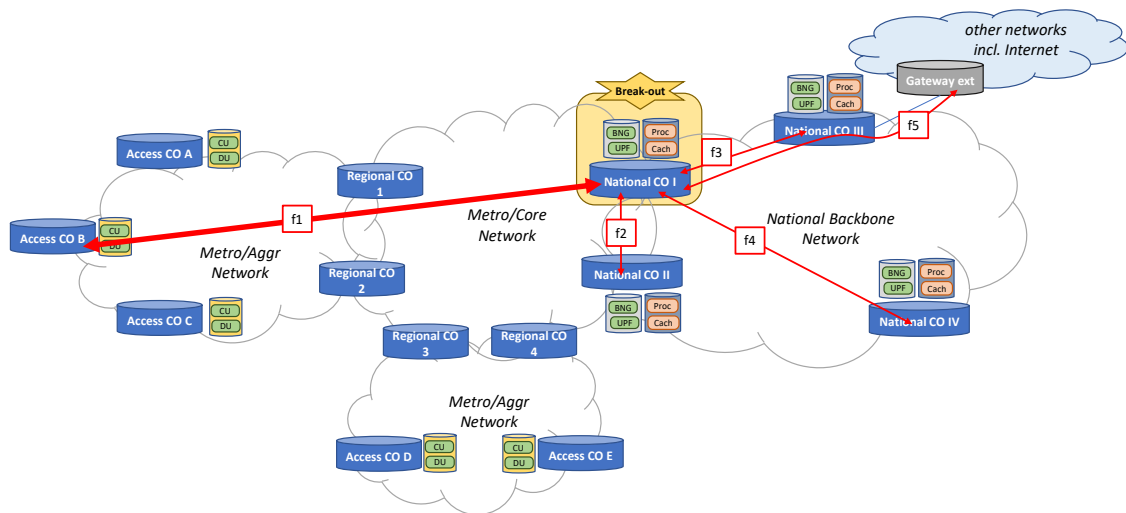 other networks
incl. Internet
Gateway ext
Break-out
BNG
UPF
Proc
Cach
National CO III
f5
BNG
UPF
Proc
Cach
National CO I
f3
CU
DU
Access CO A
Regional CO
1
f1
Metro/Core
Network
CU
DU
Access CO B
Metro/Aggr
Network
f2
National Backbone
Network
f4
Regional CO
2
National CO II
BNG
UPF
Proc
Cach
BNG
UPF
Proc
Cach
National CO IV
CU
DU
Access CO C
Regional CO
3
Regional CO
4
Metro/Aggr
Network
Access CO D
CU
DU
CU
DU
Access CO E